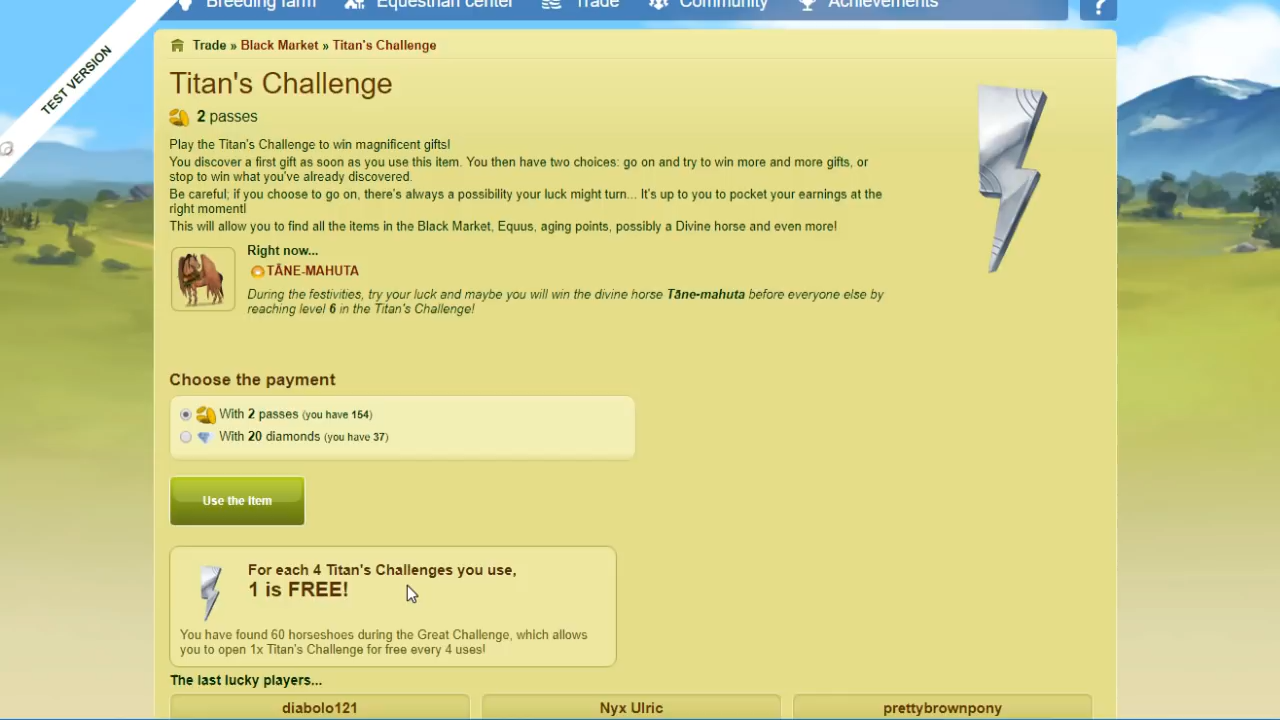 Breeding farm Equestrian center Trade Community Achievements ?
TEST VERSION
Trade » Black Market » Titan's Challenge
Titan's Challenge
2 passes
Play the Titan's Challenge to win magnificent gifts!
You discover a first gift as soon as you use this item. You then have two choices: go on and try to win more and more gifts, or
stop to win what you've already discovered.
Be careful; if you choose to go on, there's always a possibility your luck might turn... It's up to you to pocket your earnings at the
right moment!
This will allow you to find all the items in the Black Market, Equus, aging points, possibly a Divine horse and even more!
Right now...
TĀNE-MAHUTA
During the festivities, try your luck and maybe you will win the divine horse Tāne-mahuta before everyone else by
reaching level 6 in the Titan's Challenge!
Choose the payment
With 2 passes (you have 154)
With 20 diamonds (you have 37)
Use the Item
For each 4 Titan's Challenges you use,
1 is FREE!
You have found 60 horseshoes during the Great Challenge, which allows
you to open 1x Titan's Challenge for free every 4 uses!
The last lucky players...
diabolo121 Nyx Ulric prettybrownpony